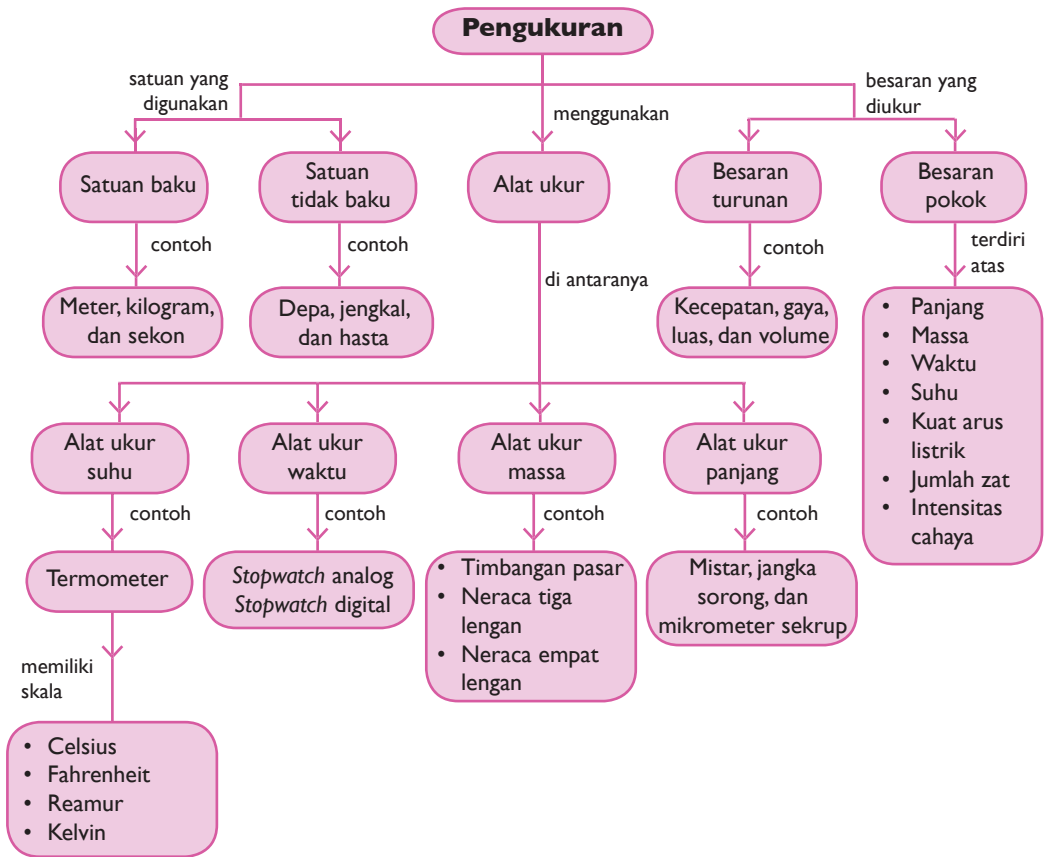 Pengukuran
satuan yang
digunakan
menggunakan
besaran yang
diukur
Satuan baku
Satuan
tidak baku
Alat ukur
Besaran
turunan
Besaran
pokok
contoh
contoh
di antaranya
contoh
terdiri
atas
Meter, kilogram,
dan sekon
Depa, jengkal,
dan hasta
Kecepatan, gaya,
luas, dan volume
• Panjang
• Massa
• Waktu
• Suhu
• Kuat arus
listrik
• Jumlah zat
• Intensitas
cahaya
Alat ukur
suhu
Alat ukur
waktu
Alat ukur
massa
Alat ukur
panjang
contoh
contoh
contoh
contoh
Termometer
Stopwatch analog
Stopwatch digital
• Timbangan pasar
• Neraca tiga
lengan
• Neraca empat
lengan
Mistar, jangka
sorong, dan
mikrometer sekrup
memiliki
skala
• Celsius
• Fahrenheit
• Reamur
• Kelvin